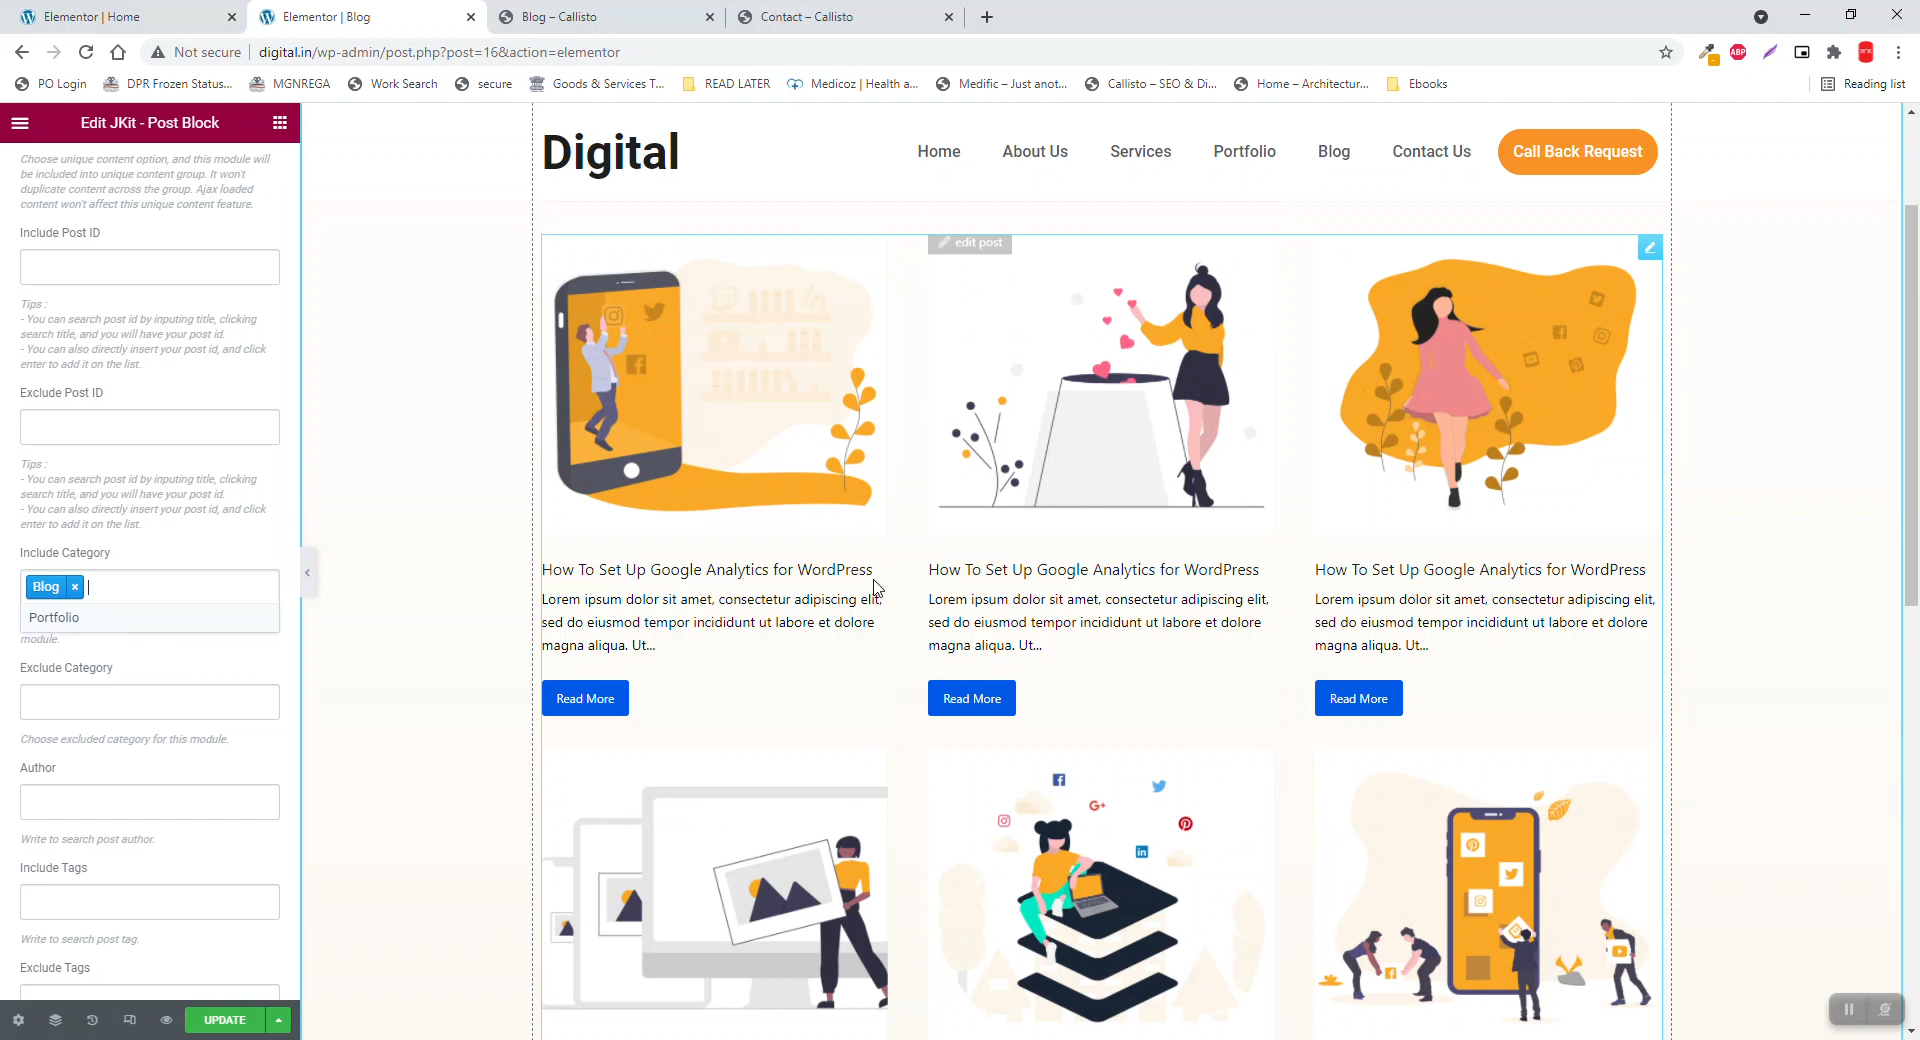 Elementor | Home
Elementor | Blog
Blog – Callisto
Contact – Callisto
Not secure
digital.in/wp-admin/post.php?post=16&action=elementor
ABP
PO Login
DPR Frozen Status...
MGNREGA
Work Search
secure
Goods & Services T...
READ LATER
Medicoz | Health a...
Medific – Just anot...
Callisto – SEO & Di...
Home – Architectur...
Ebooks
Reading list
Edit JKit - Post Block
Choose unique content option, and this module will
be included into unique content group. It won't
duplicate content across the group. Ajax loaded
content won't affect this unique content feature.
Include Post ID
Tips :
- You can search post id by inputing title, clicking
search title, and you will have your post id.
- You can also directly insert your post id, and click
enter to add it on the list.
Exclude Post ID
Tips :
- You can search post id by inputing title, clicking
search title, and you will have your post id.
- You can also directly insert your post id, and click
enter to add it on the list.
Include Category
Blog
Portfolio
module.
Exclude Category
Choose excluded category for this module.
Author
Write to search post author.
Include Tags
Write to search post tag.
Exclude Tags
UPDATE
Digital
Home
About Us
Services
Portfolio
Blog
Contact Us
Call Back Request
edit post
How To Set Up Google Analytics for WordPress
Lorem ipsum dolor sit amet, consectetur adipiscing elit,
sed do eiusmod tempor incididunt ut labore et dolore
magna aliqua. Ut...
Read More
How To Set Up Google Analytics for WordPress
Lorem ipsum dolor sit amet, consectetur adipiscing elit,
sed do eiusmod tempor incididunt ut labore et dolore
magna aliqua. Ut...
Read More
How To Set Up Google Analytics for WordPress
Lorem ipsum dolor sit amet, consectetur adipiscing elit,
sed do eiusmod tempor incididunt ut labore et dolore
magna aliqua. Ut...
Read More